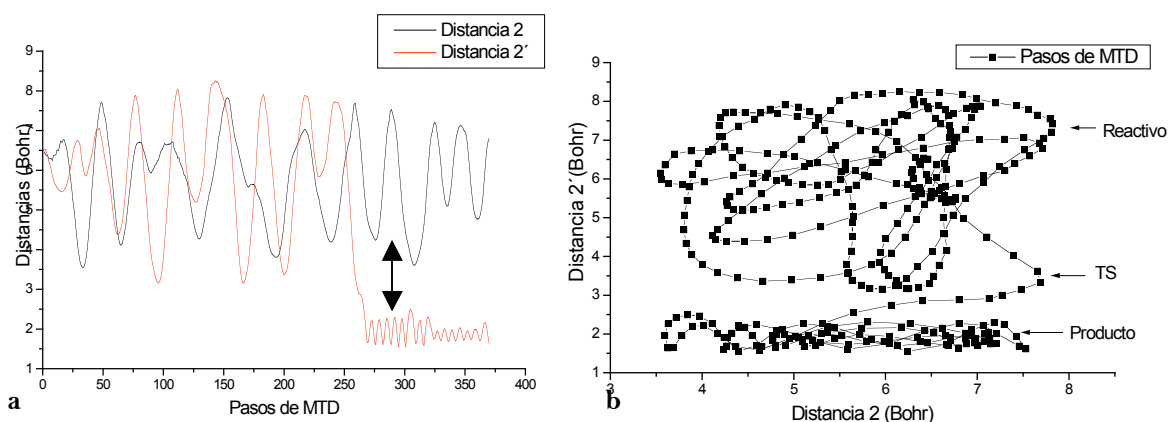 Distancia 2
Distancia 2´
9
8
7
6
5
4
3
2
1
Distancias (Bohr)
0 50 100 150 200 250 300 350 400
Pasos de MTD
a
Pasos de MTD
9
8
7
6
5
4
3
2
1
Distancia 2´ (Bohr)
Reactivo
TS
Producto
3 4 5 6 7 8
Distancia 2 (Bohr)
b